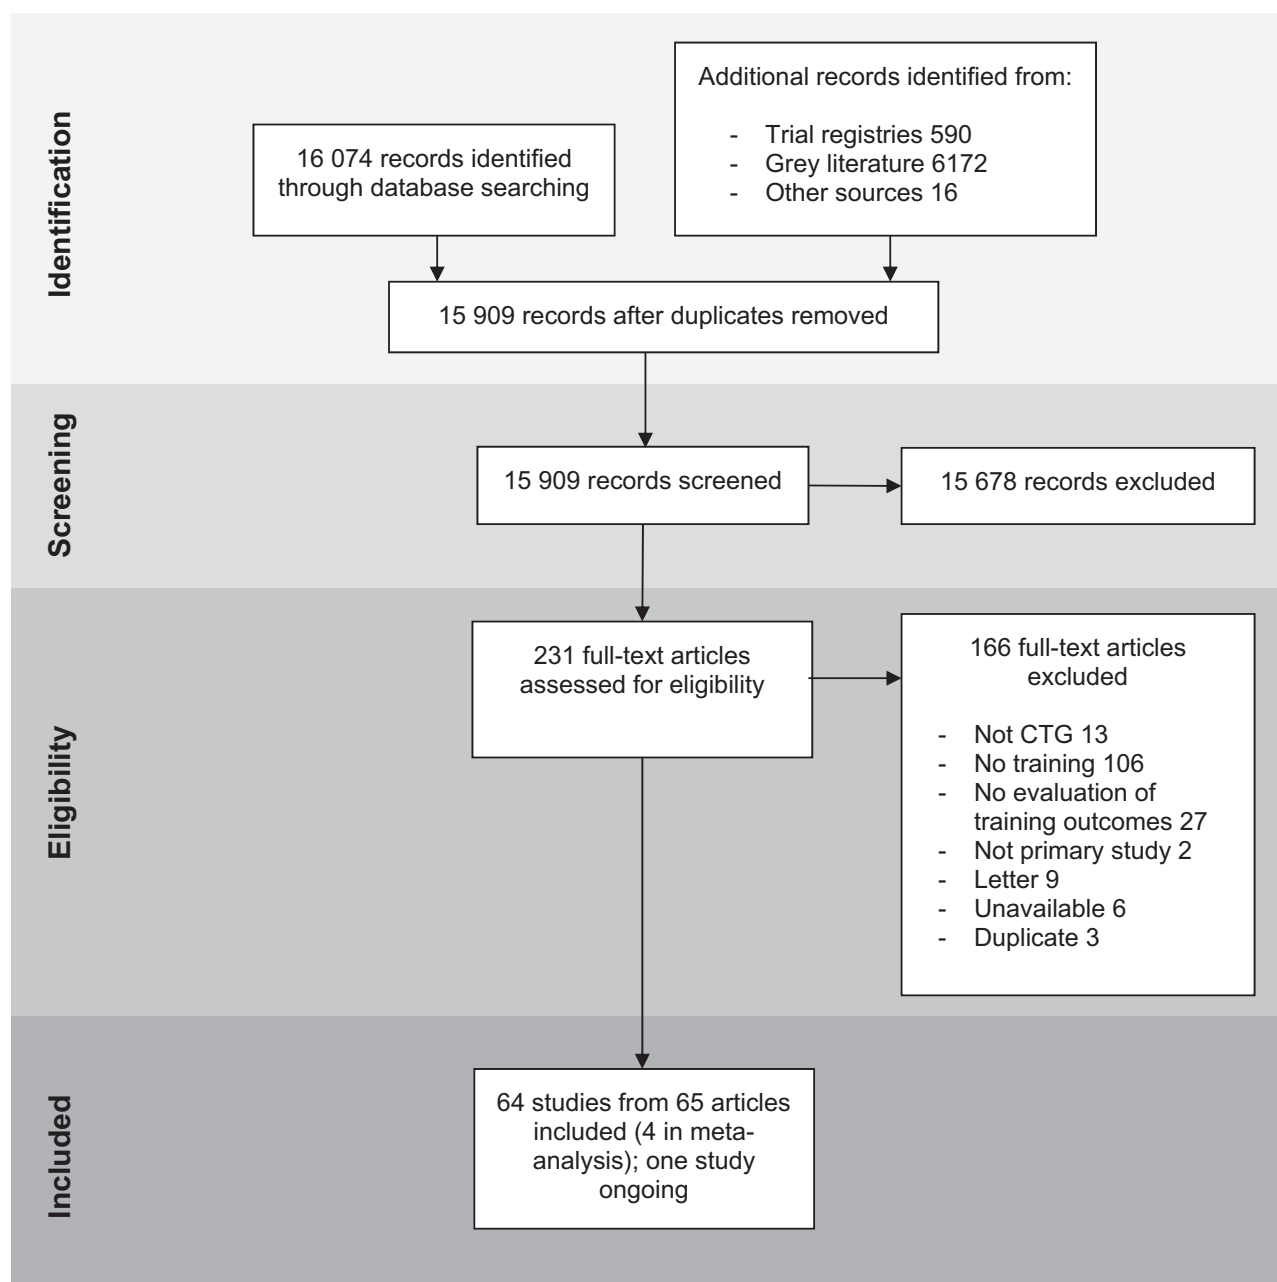 Identification
16 074 records identified
through database searching
Additional records identified from:
- Trial registries 590
- Grey literature 6172
- Other sources 16
15 909 records after duplicates removed
Screening
15 909 records screened
15 678 records excluded
Eligibility
231 full-text articles
assessed for eligibility
166 full-text articles
excluded
- Not CTG 13
- No training 106
- No evaluation of
training outcomes 27
- Not primary study 2
- Letter 9
- Unavailable 6
- Duplicate 3
Included
64 studies from 65 articles
included (4 in meta-
analysis); one study
ongoing